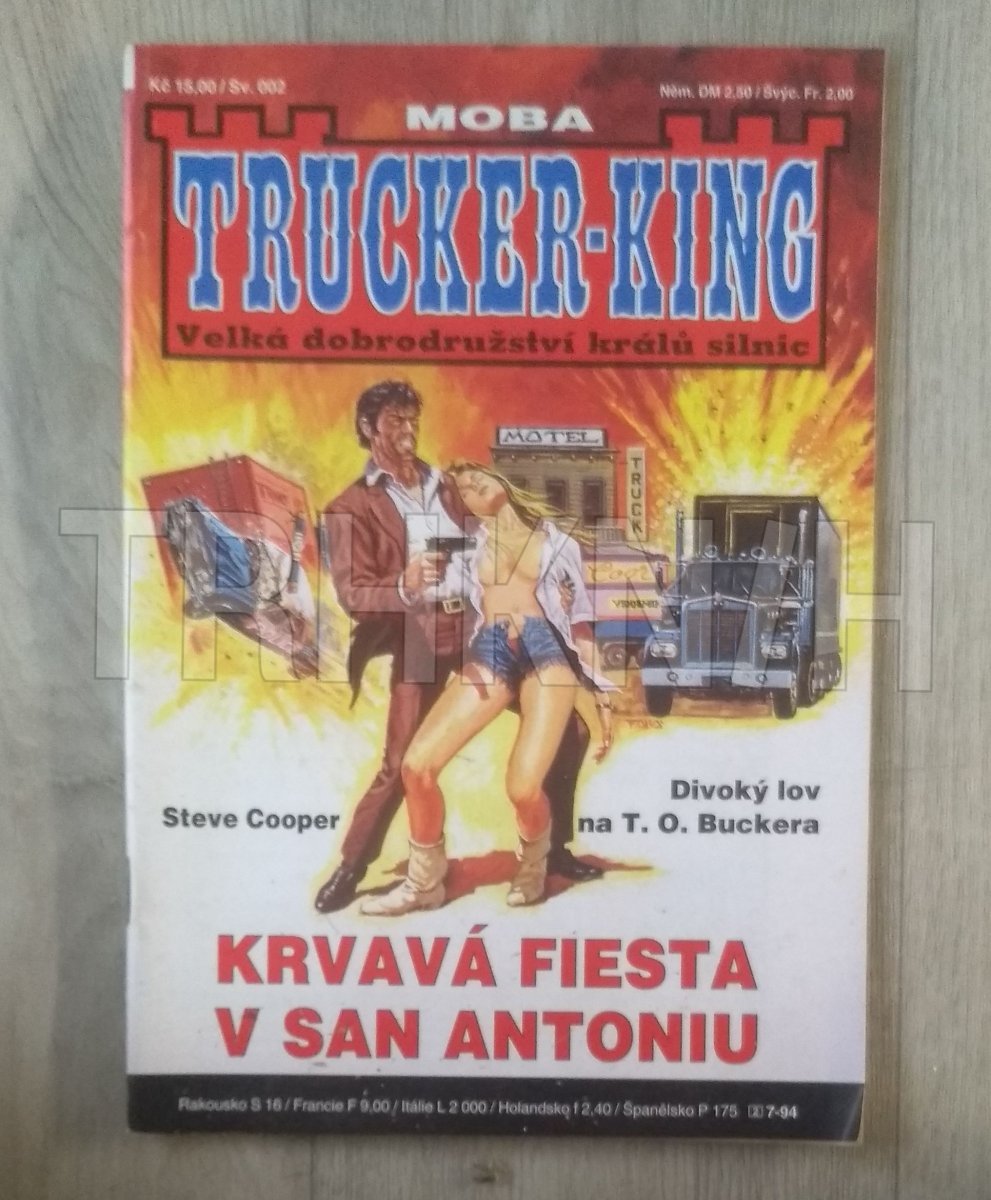 Kč 15,00 / Sv. 002
Něm. DM 2,50 / Švýc. Fr. 2,00
MOBA
TRUCKER-KING
Velká dobrodružství králů silnic
MOTEL
TRUCK
TRHKNIH
Steve Cooper
Divoký lov
na T. O. Buckera
KRVAVÁ FIESTA
V SAN ANTONIU
Rakousko S 16 / Francie F 9,00 / Itálie L 2 000 / Holandsko f 2,40 / Španělsko P 175 2 7-94